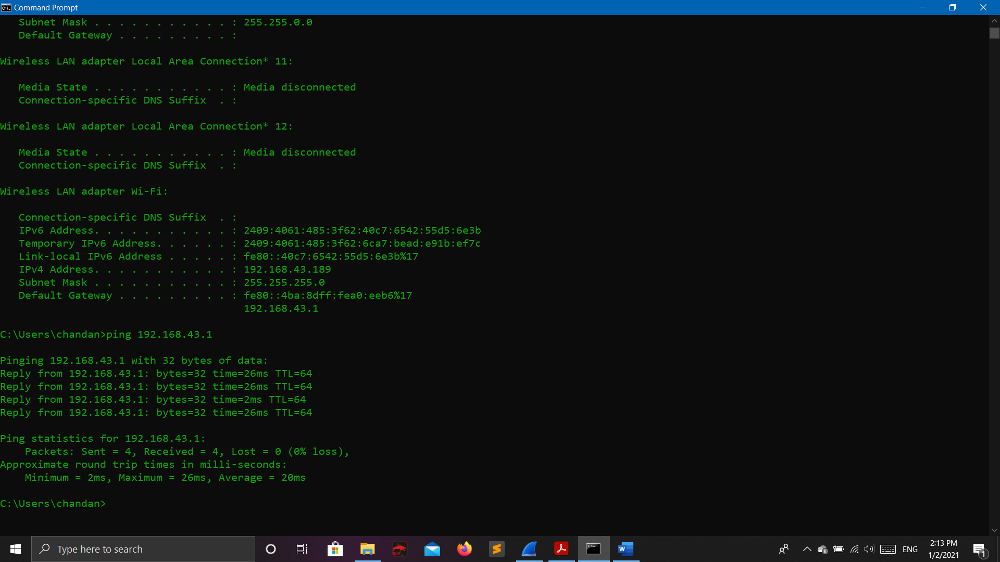 Command Prompt
Subnet Mask . . . . . . . . . . . : 255.255.0.0
Default Gateway . . . . . . . . . :
Wireless LAN adapter Local Area Connection* 11:
Media State . . . . . . . . . . . : Media disconnected
Connection-specific DNS Suffix  . :
Wireless LAN adapter Local Area Connection* 12:
Media State . . . . . . . . . . . : Media disconnected
Connection-specific DNS Suffix  . :
Wireless LAN adapter Wi-Fi:
Connection-specific DNS Suffix  . :
IPv6 Address. . . . . . . . . . . : 2409:4061:485:3f62:40c7:6542:55d5:6e3b
Temporary IPv6 Address. . . . . . : 2409:4061:485:3f62:6ca7:bead:e91b:ef7c
Link-local IPv6 Address . . . . . : fe80::40c7:6542:55d5:6e3b%17
IPv4 Address. . . . . . . . . . . : 192.168.43.189
Subnet Mask . . . . . . . . . . . : 255.255.255.0
Default Gateway . . . . . . . . . : fe80::4ba:8dff:fea0:eeb6%17
192.168.43.1
C:\Users\chandan>ping 192.168.43.1
Pinging 192.168.43.1 with 32 bytes of data:
Reply from 192.168.43.1: bytes=32 time=26ms TTL=64
Reply from 192.168.43.1: bytes=32 time=26ms TTL=64
Reply from 192.168.43.1: bytes=32 time=2ms TTL=64
Reply from 192.168.43.1: bytes=32 time=26ms TTL=64
Ping statistics for 192.168.43.1:
Packets: Sent = 4, Received = 4, Lost = 0 (0% loss),
Approximate round trip times in milli-seconds:
Minimum = 2ms, Maximum = 26ms, Average = 20ms
C:\Users\chandan>
Type here to search
ENG
2:13 PM
1/2/2021
1